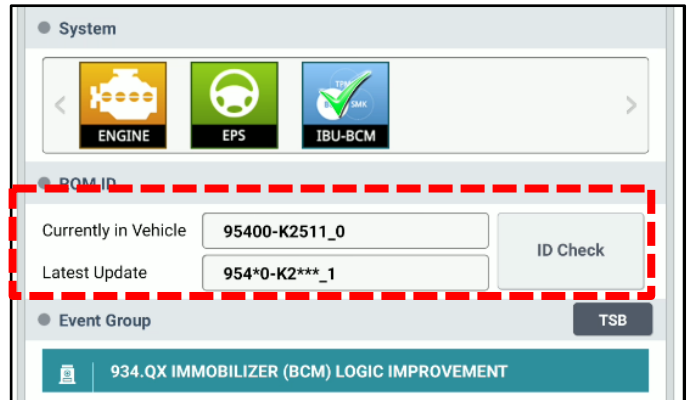 System
ENGINE EPS IBU-BCM
TPM
B SMK
ROM ID
Currently in Vehicle 95400-K2511_0
ID Check
Latest Update 954*0-K2***_1
Event Group TSB
934.QX IMMOBILIZER (BCM) LOGIC IMPROVEMENT